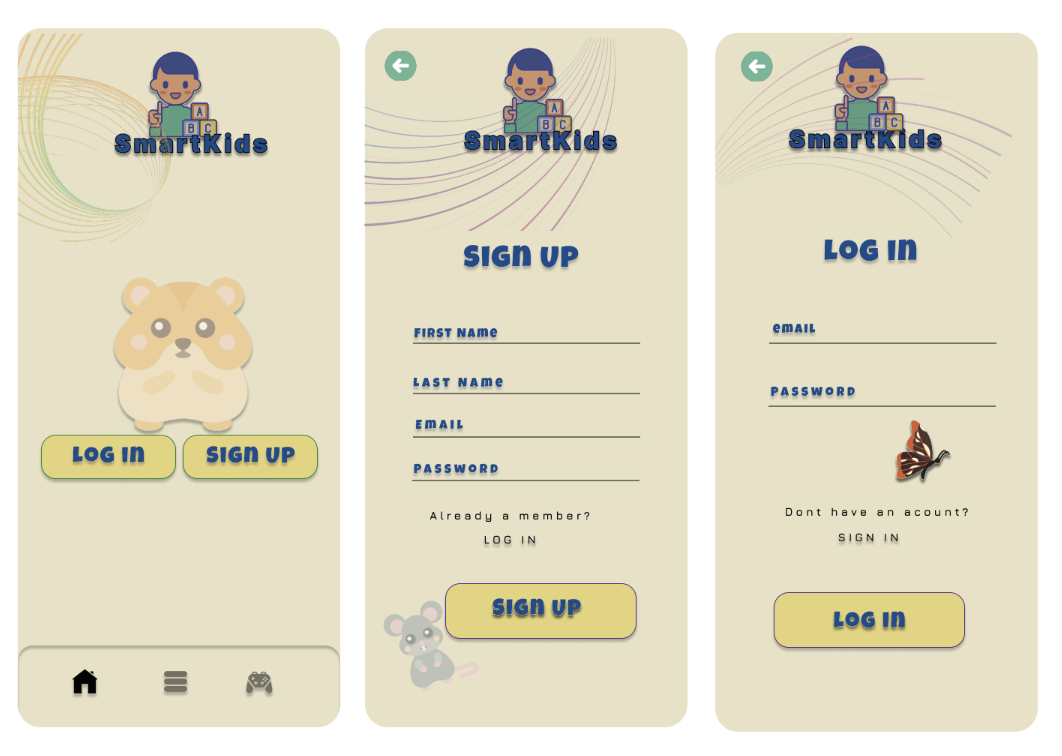 A
B C
SmartKids
LOG IN
SIGN UP
A
B C
SmartKids
SIGN UP
FIRST NAME
LAST NAME
EMAIL
PASSWORD
Already a member?
LOG IN
SIGN UP
A
B C
SmartKids
LOG IN
EMAIL
PASSWORD
Dont have an acount?
SIGN IN
LOG IN